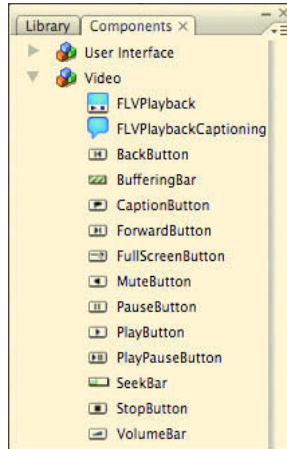 Library Components ×
User Interface
Video
FLVPlayback
FLVPlaybackCaptioning
BackButton
BufferingBar
CaptionButton
ForwardButton
FullScreenButton
MuteButton
PauseButton
PlayButton
PlayPauseButton
SeekBar
StopButton
VolumeBar